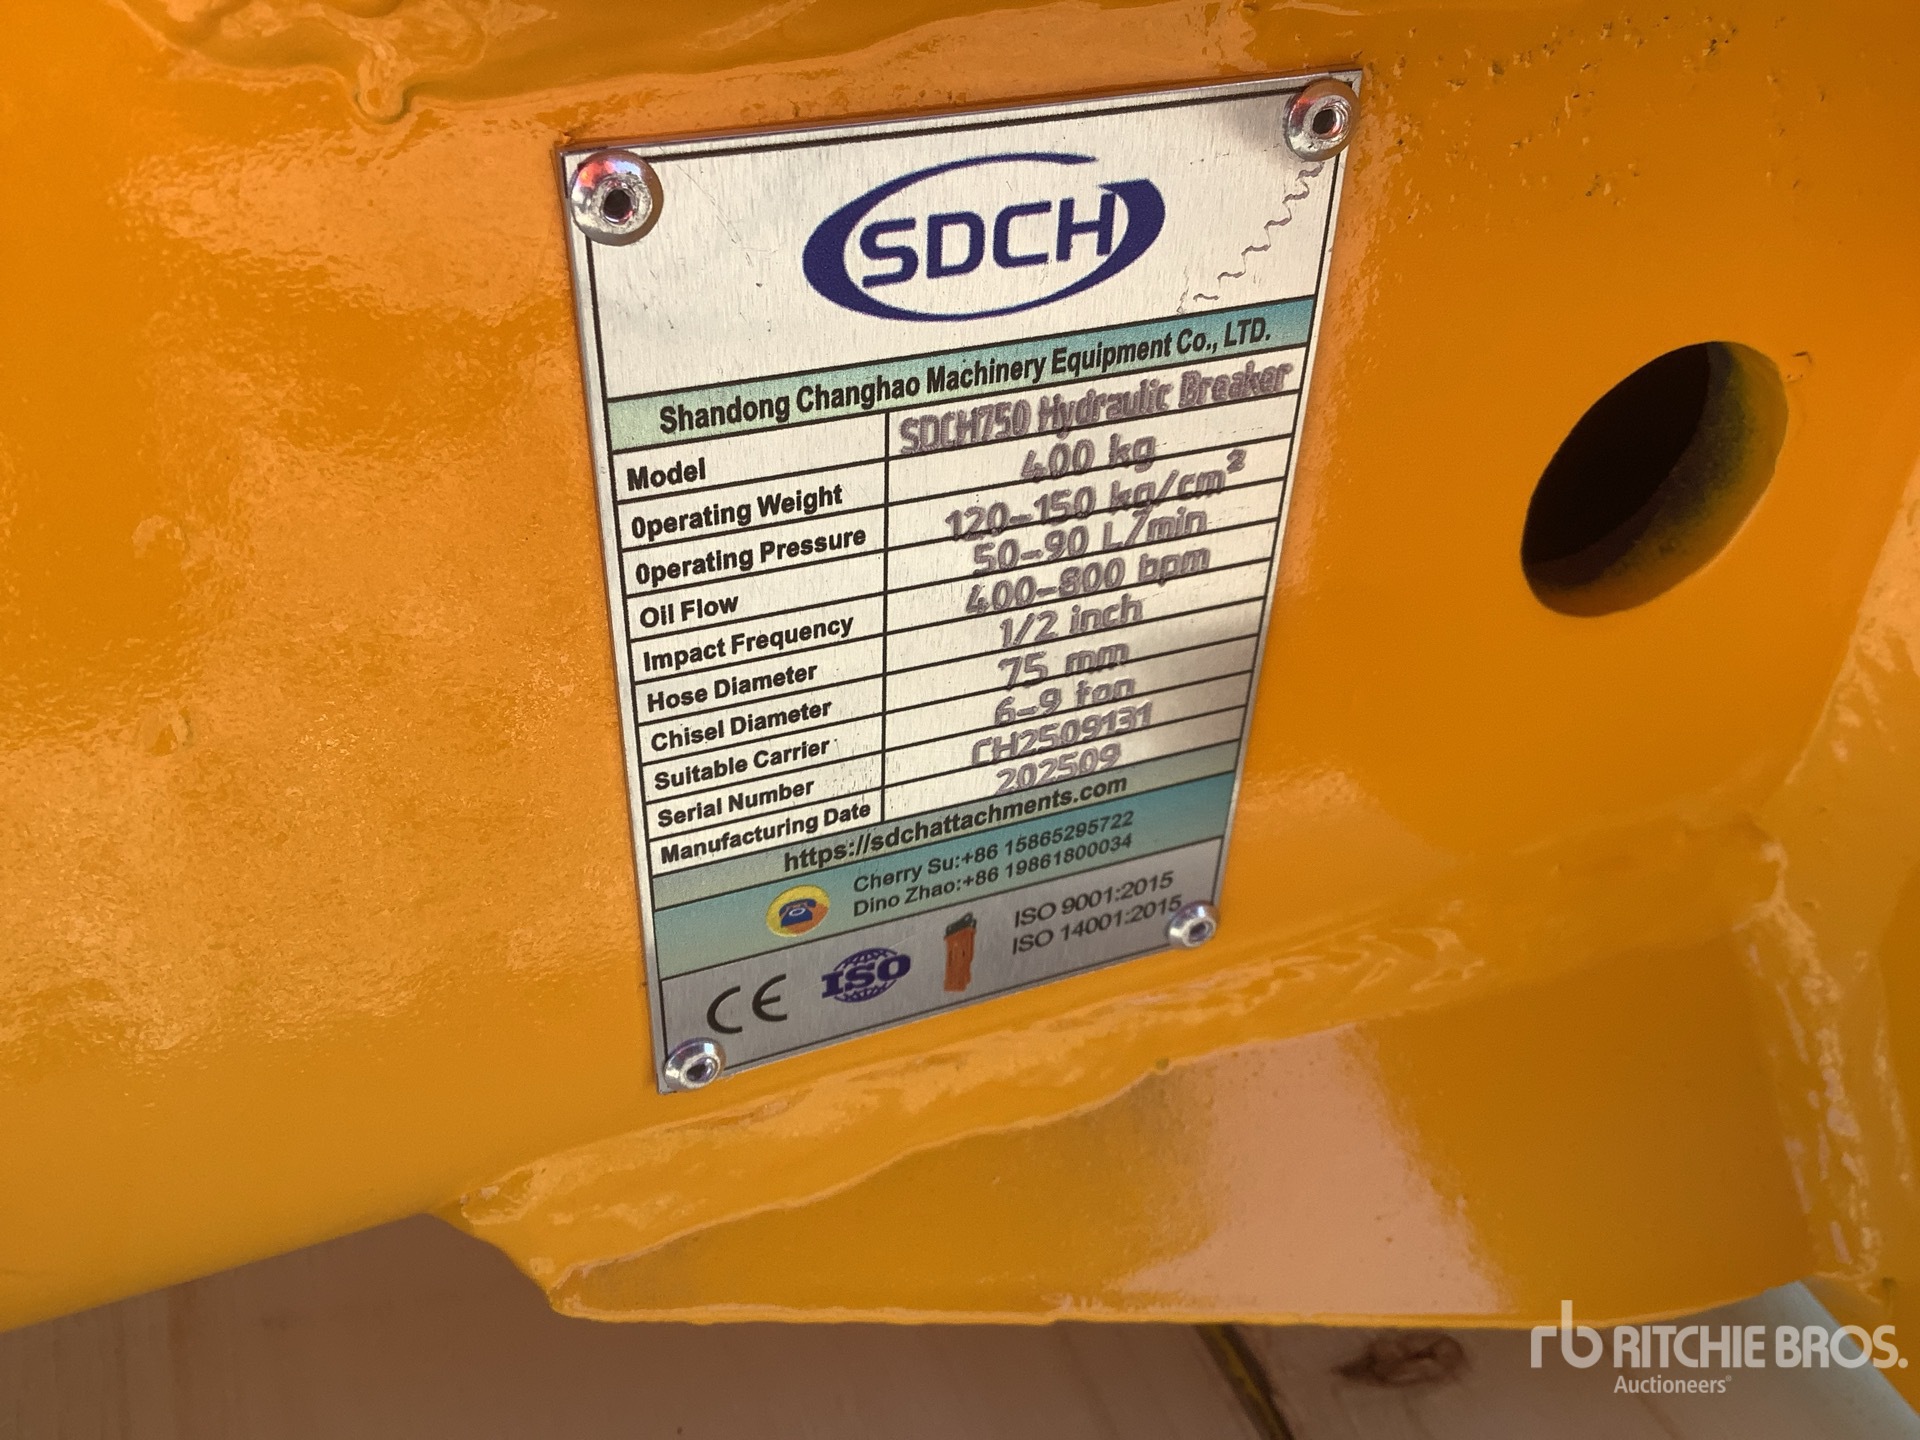 SDCH
Shandong Changhao Machinery Equipment Co., LTD.
Model SDCH750 Hydraulic Breaker
Operating Weight 400 kg
Operating Pressure 120-150 kg/cm²
Oil Flow 50-90 L/min
Impact Frequency 400-800 bpm
Hose Diameter 1/2 inch
Chisel Diameter 75 mm
Suitable Carrier 6-9 ton
Serial Number CH2509131
Manufacturing Date 202509
https://sdchattachments.com
Cherry Su:+86 15865295722
Dino Zhao:+86 19861800034
CE ISO ISO 9001:2015
ISO 14001:2015
rb RITCHIE BROS.
Auctioneers®